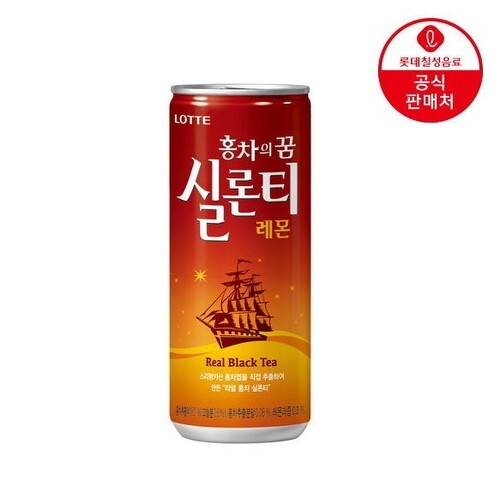 LOTTE
홍차의 꿈
실론티
레몬
Real Black Tea
스리랑카산 홍차잎을 직접 추출하여
만든 "리얼 홍차 실론티"
롯데칠성음료
공식
판매처